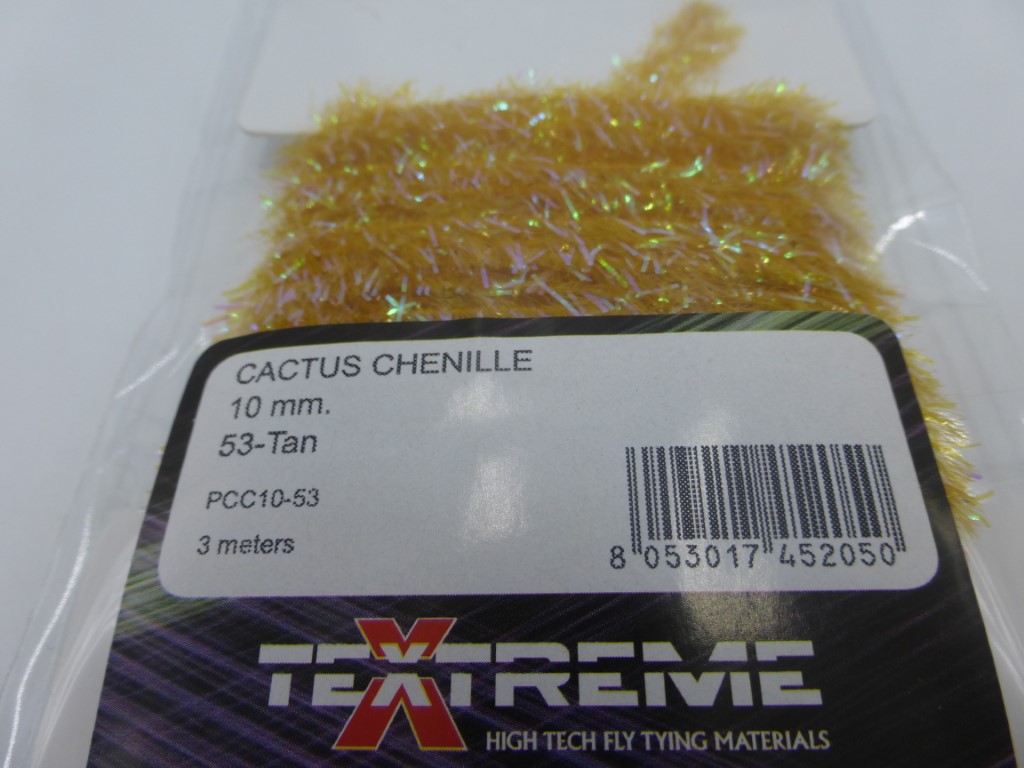 CACTUS CHENILLE
10 mm.
53-Tan
PCC10-53
3 meters
8 053017 452050
TEXTREME
HIGH TECH FLY TYING MATERIALS